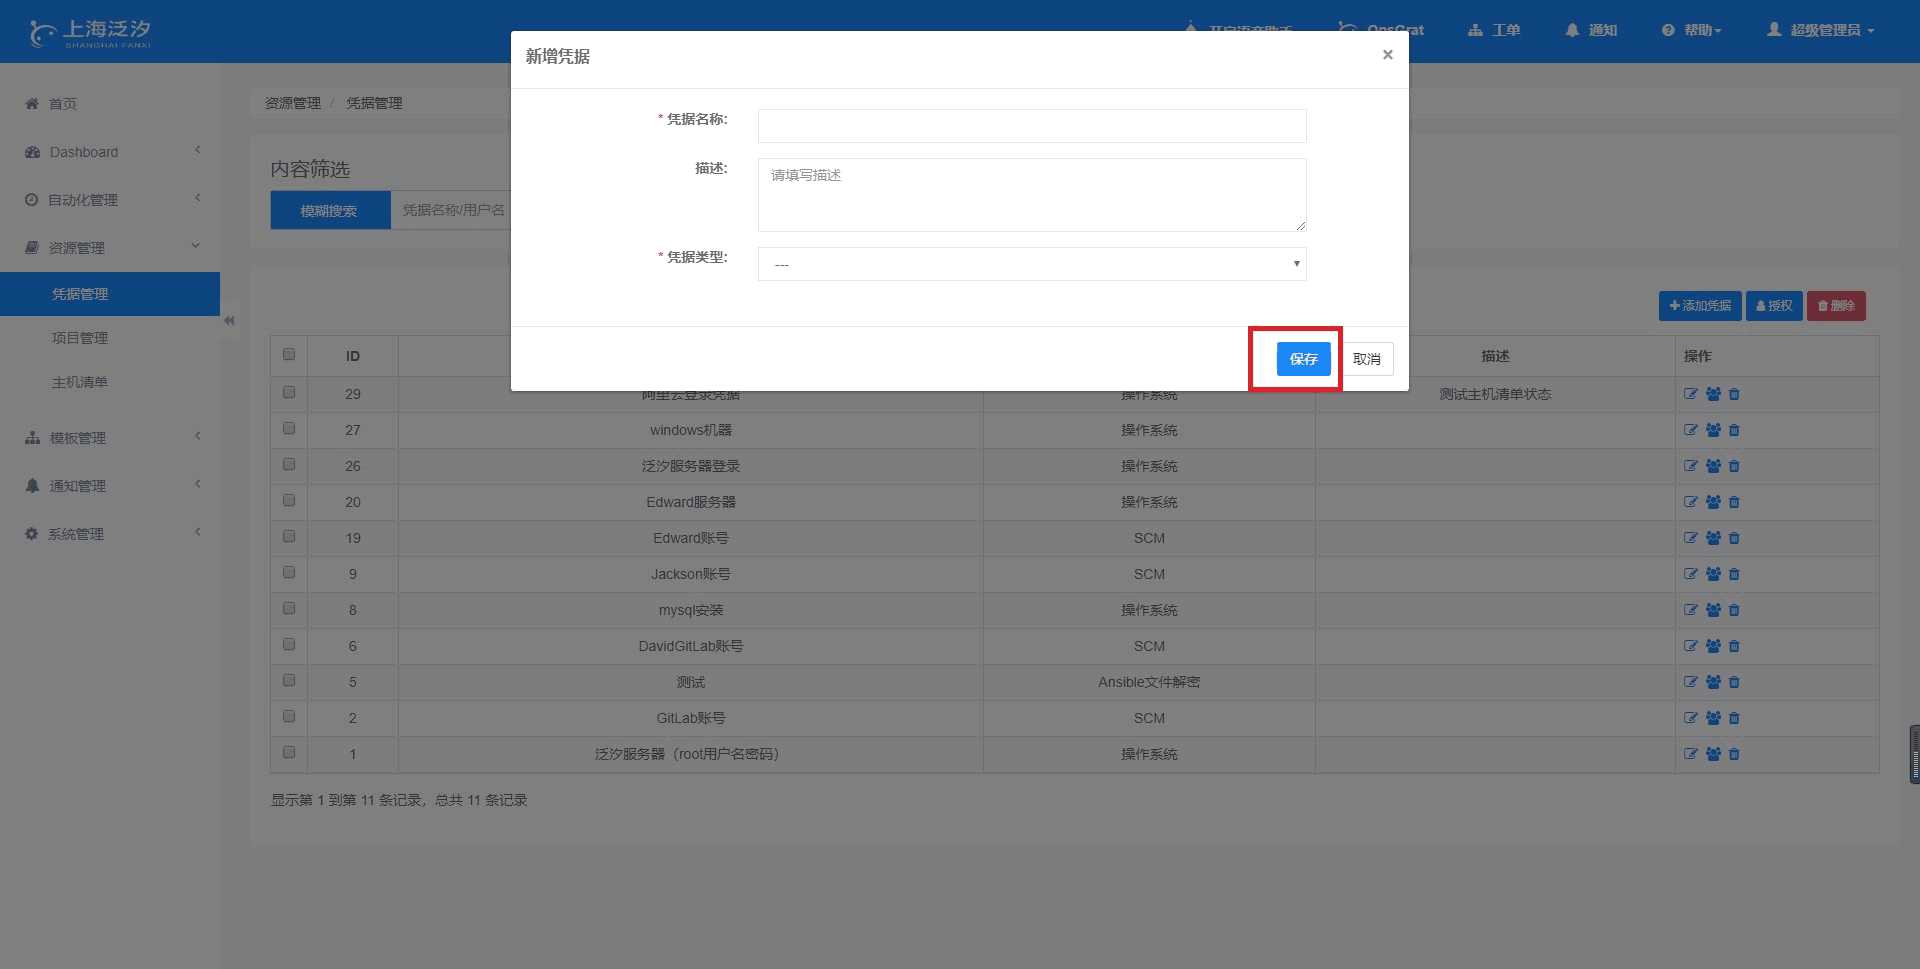 上海泛汐
SHANGHAI FANXI
OpsGrat
工单
通知
帮助
超级管理员
新增凭据
×
* 凭据名称:
描述:
请填写描述
* 凭据类型:
---
保存
取消
首页
Dashboard
自动化管理
资源管理
凭据管理
项目管理
主机清单
模板管理
通知管理
系统管理
资源管理 / 凭据管理
内容筛选
模糊搜索
凭据名称/用户名
添加凭据
授权
删除
ID 描述 操作
29 阿里云登录凭据 操作系统 测试主机清单状态
27 windows机器 操作系统
26 泛汐服务器登录 操作系统
20 Edward服务器 操作系统
19 Edward账号 SCM
9 Jackson账号 SCM
8 mysql安装 操作系统
6 DavidGitLab账号 SCM
5 测试 Ansible文件解密
2 GitLab账号 SCM
1 泛汐服务器（root用户名密码） 操作系统
显示第 1 到第 11 条记录，总共 11 条记录